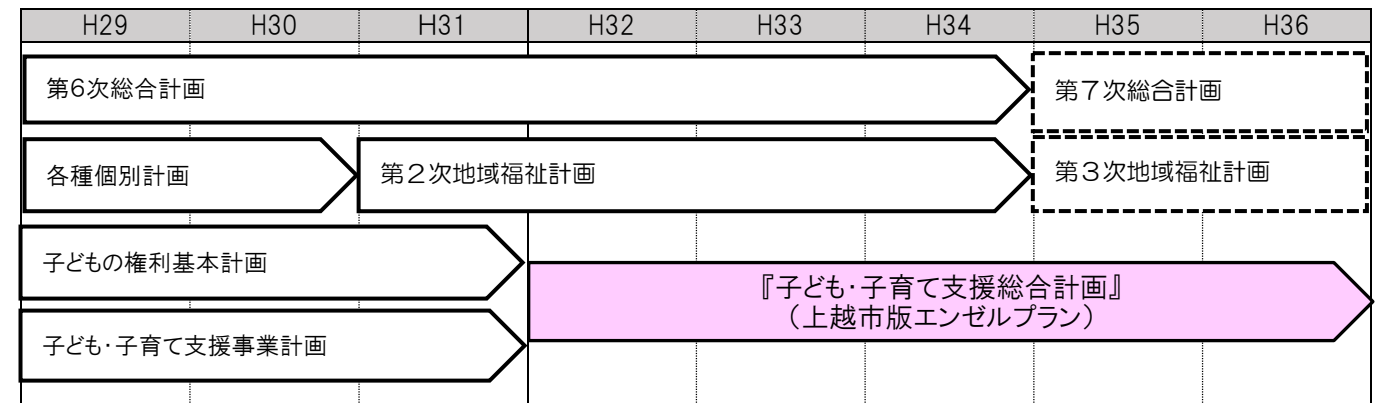 H29 H30 H31 H32 H33 H34 H35 H36
第6次総合計画
第７次総合計画
各種個別計画
第２次地域福祉計画
第３次地域福祉計画
子どもの権利基本計画
『子ども・子育て支援総合計画』
（上越市版エンゼルプラン）
子ども・子育て支援事業計画